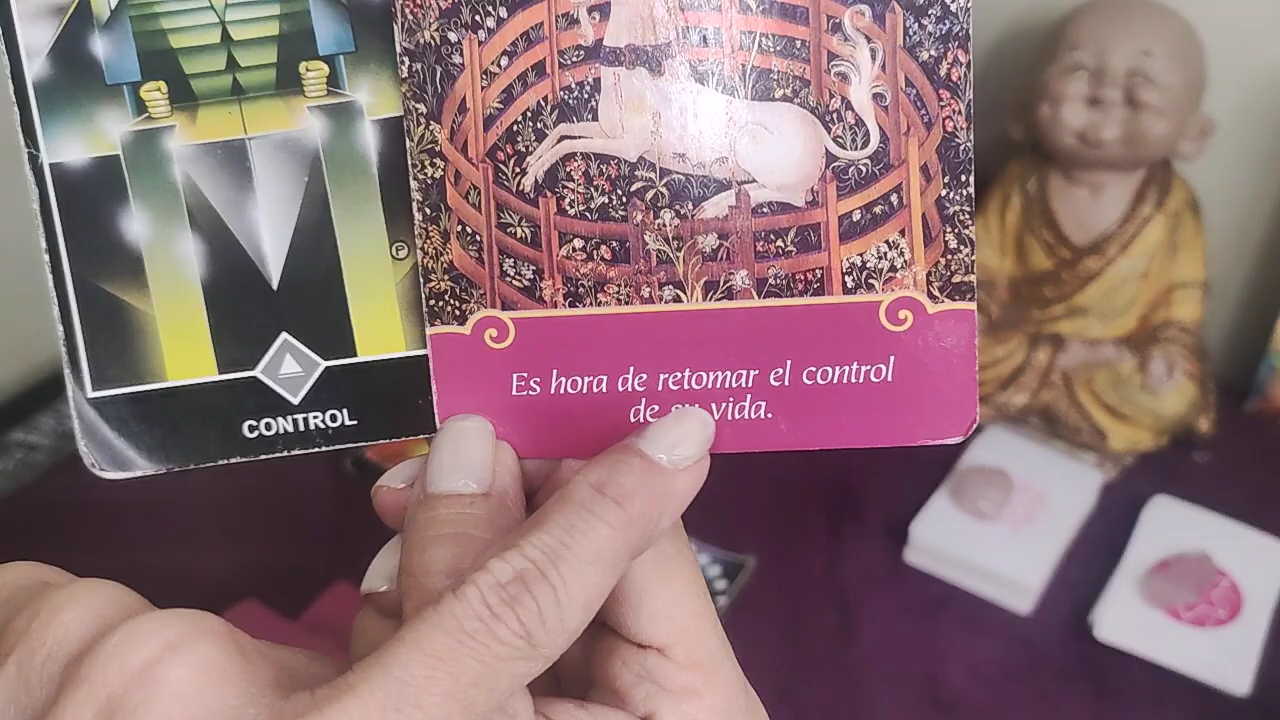 CONTROL
Ⓟ
Es hora de retomar el control
de su vida.